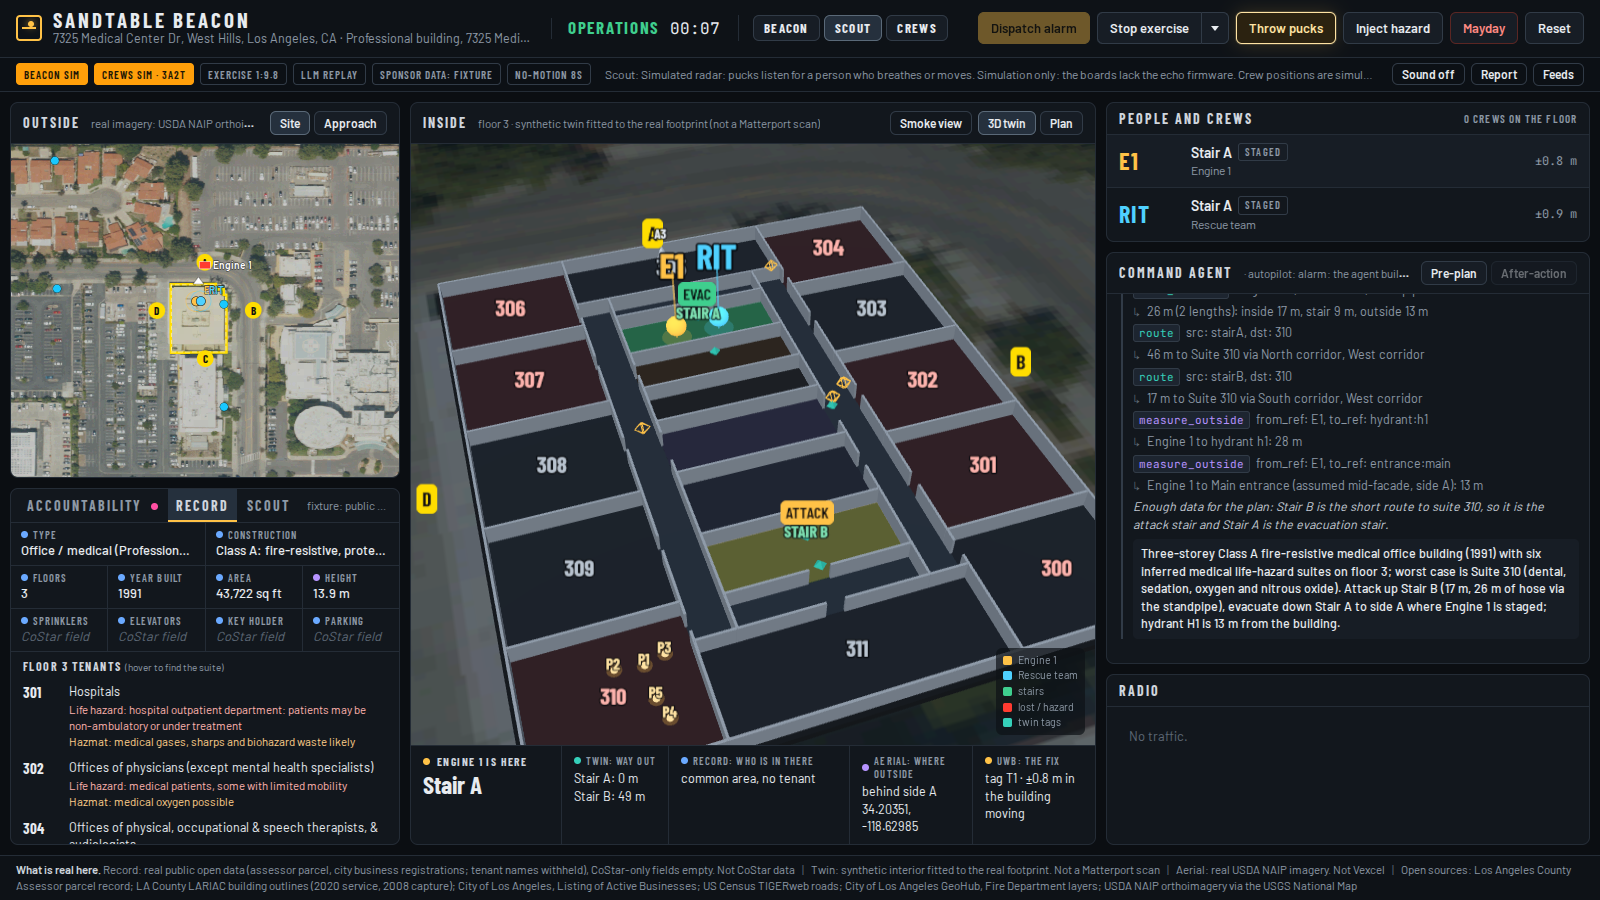 SANDTABLE BEACON
7325 Medical Center Dr, West Hills, Los Angeles, CA · Professional building, 7325 Medi...
OPERATIONS 00:07
BEACON
SCOUT
CREWS
Dispatch alarm
Stop exercise
Throw pucks
Inject hazard
Mayday
Reset
BEACON SIM
CREWS SIM · 3A2T
EXERCISE 1:9.8
LLM REPLAY
SPONSOR DATA: FIXTURE
NO-MOTION 8S
Scout: Simulated radar: pucks listen for a person who breathes or moves. Simulation only: the boards lack the echo firmware. Crew positions are simul...
Sound off
Report
Feeds
OUTSIDE
real imagery: USDA NAIP orthoi...
Site
Approach
Engine 1
D
B
C
ACCOUNTABILITY
RECORD
SCOUT
fixture: public ...
TYPE
Office / medical (Profession...
CONSTRUCTION
Class A: fire-resistive, prote...
FLOORS
3
YEAR BUILT
1991
AREA
43,722 sq ft
HEIGHT
13.9 m
SPRINKLERS
CoStar field
ELEVATORS
CoStar field
KEY HOLDER
CoStar field
PARKING
CoStar field
FLOOR 3 TENANTS (hover to find the suite)
301 Hospitals
Life hazard: hospital outpatient department: patients may be
non-ambulatory or under treatment
Hazmat: medical gases, sharps and biohazard waste likely
302 Offices of physicians (except mental health specialists)
Life hazard: medical patients, some with limited mobility
Hazmat: medical oxygen possible
304 Offices of physical, occupational & speech therapists, &
audiologists
INSIDE
floor 3 · synthetic twin fitted to the real footprint (not a Matterport scan)
Smoke view
3D twin
Plan
A3
E1
RIT
EVAC
STAIR A
304
306
303
307
302
B
308
301
D
ATTACK
STAIR B
309
300
311
P2
P1
P3
310
P5
P4
Engine 1
Rescue team
stairs
lost / hazard
twin tags
ENGINE 1 IS HERE
Stair A
TWIN: WAY OUT
Stair A: 0 m
Stair B: 49 m
RECORD: WHO IS IN THERE
common area, no tenant
AERIAL: WHERE
OUTSIDE
behind side A
34.20351,
-118.62985
UWB: THE FIX
tag T1 · ±0.8 m in
the building
moving
PEOPLE AND CREWS
0 CREWS ON THE FLOOR
E1
Stair A STAGED
Engine 1
±0.8 m
RIT
Stair A STAGED
Rescue team
±0.9 m
COMMAND AGENT
· autopilot: alarm: the agent buil...
Pre-plan
After-action
↳ 26 m (2 lengths): inside 17 m, stair 9 m, outside 13 m
route src: stairA, dst: 310
↳ 46 m to Suite 310 via North corridor, West corridor
route src: stairB, dst: 310
↳ 17 m to Suite 310 via South corridor, West corridor
measure_outside from_ref: E1, to_ref: hydrant:h1
↳ Engine 1 to hydrant h1: 28 m
measure_outside from_ref: E1, to_ref: entrance:main
↳ Engine 1 to Main entrance (assumed mid-facade, side A): 13 m
Enough data for the plan: Stair B is the short route to suite 310, so it is the
attack stair and Stair A is the evacuation stair.
Three-storey Class A fire-resistive medical office building (1991) with six
inferred medical life-hazard suites on floor 3; worst case is Suite 310 (dental,
sedation, oxygen and nitrous oxide). Attack up Stair B (17 m, 26 m of hose via
the standpipe), evacuate down Stair A to side A where Engine 1 is staged;
hydrant H1 is 13 m from the building.
RADIO
No traffic.
What is real here. Record: real public open data (assessor parcel, city business registrations; tenant names withheld), CoStar-only fields empty. Not CoStar data | Twin: synthetic interior fitted to the real footprint. Not a Matterport scan | Aerial: real USDA NAIP imagery. Not Vexcel | Open sources: Los Angeles County
Assessor parcel record; LA County LARIAC building outlines (2020 service, 2008 capture); City of Los Angeles, Listing of Active Businesses; US Census TIGERweb roads; City of Los Angeles GeoHub, Fire Department layers; USDA NAIP orthoimagery via the USGS National Map